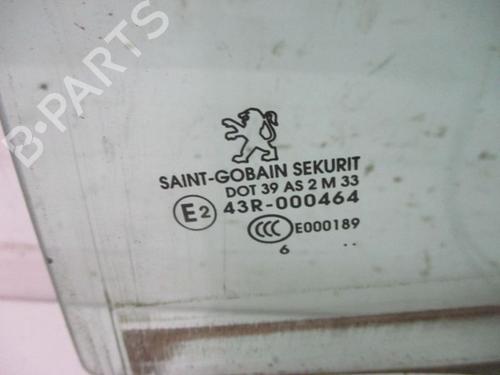 B-PARTS
SAINT-GOBAIN SEKURIT
DOT 39 AS 2 M 33
E2 43R-000464
CCC E000189
6